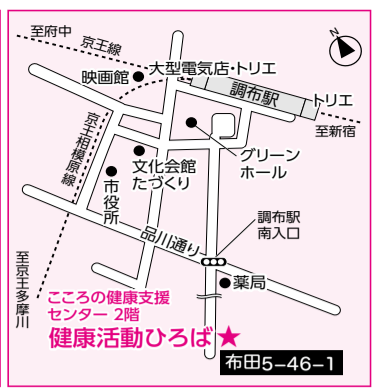 至府中
京王線
N
映画館
大型電気店・トリエ
調布駅
トリエ
至新宿
京王相模原線
グリーン
ホール
文化会館
たづくり
市役所
調布駅
南入口
品川通り
至京王多摩川
薬局
こころの健康支援
センター 2階
健康活動ひろば★
布田5-46-1